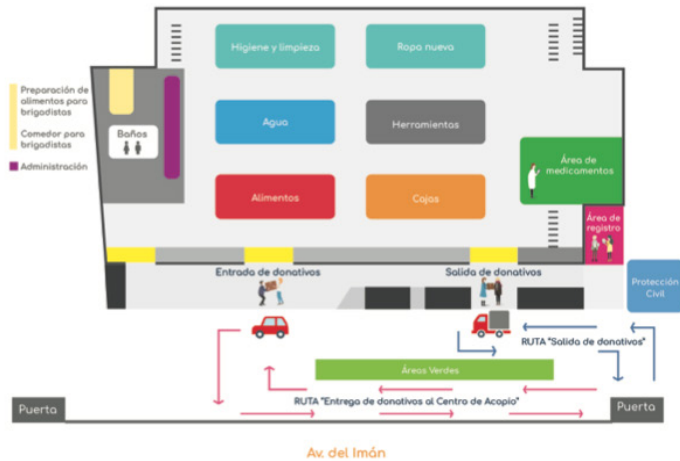 Higiene y limpieza
Ropa nueva
Preparación de
alimentos para
brigadistas
Comedor para
brigadistas
Administración
Baños
Agua
Herramientas
Área de
medicamentos
Alimentos
Cajas
Área de
registro
Entrada de donativos
Salida de donativos
Protección
Civil
RUTA "Salida de donativos"
Áreas Verdes
RUTA "Entrega de donativos al Centro de Acopio"
Puerta
Puerta
Av. del Imán